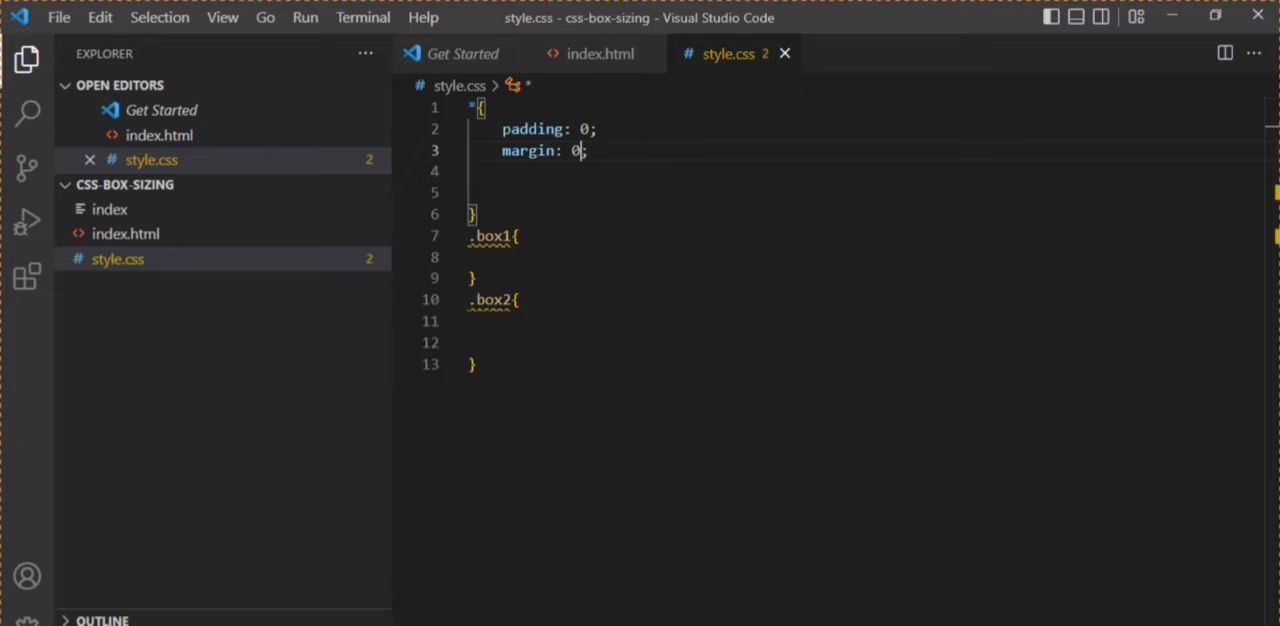 File Edit Selection View Go Run Terminal Help style.css - css-box-sizing - Visual Studio Code
EXPLORER ···
OPEN EDITORS
Get Started
index.html
# style.css 2
CSS-BOX-SIZING
index
index.html
# style.css 2
OUTLINE
Get Started index.html # style.css 2
# style.css > *
1 *{
2 padding: 0;
3 margin: 0;
4
5
6 }
7 .box1{
8
9 }
10 .box2{
11
12
13 }